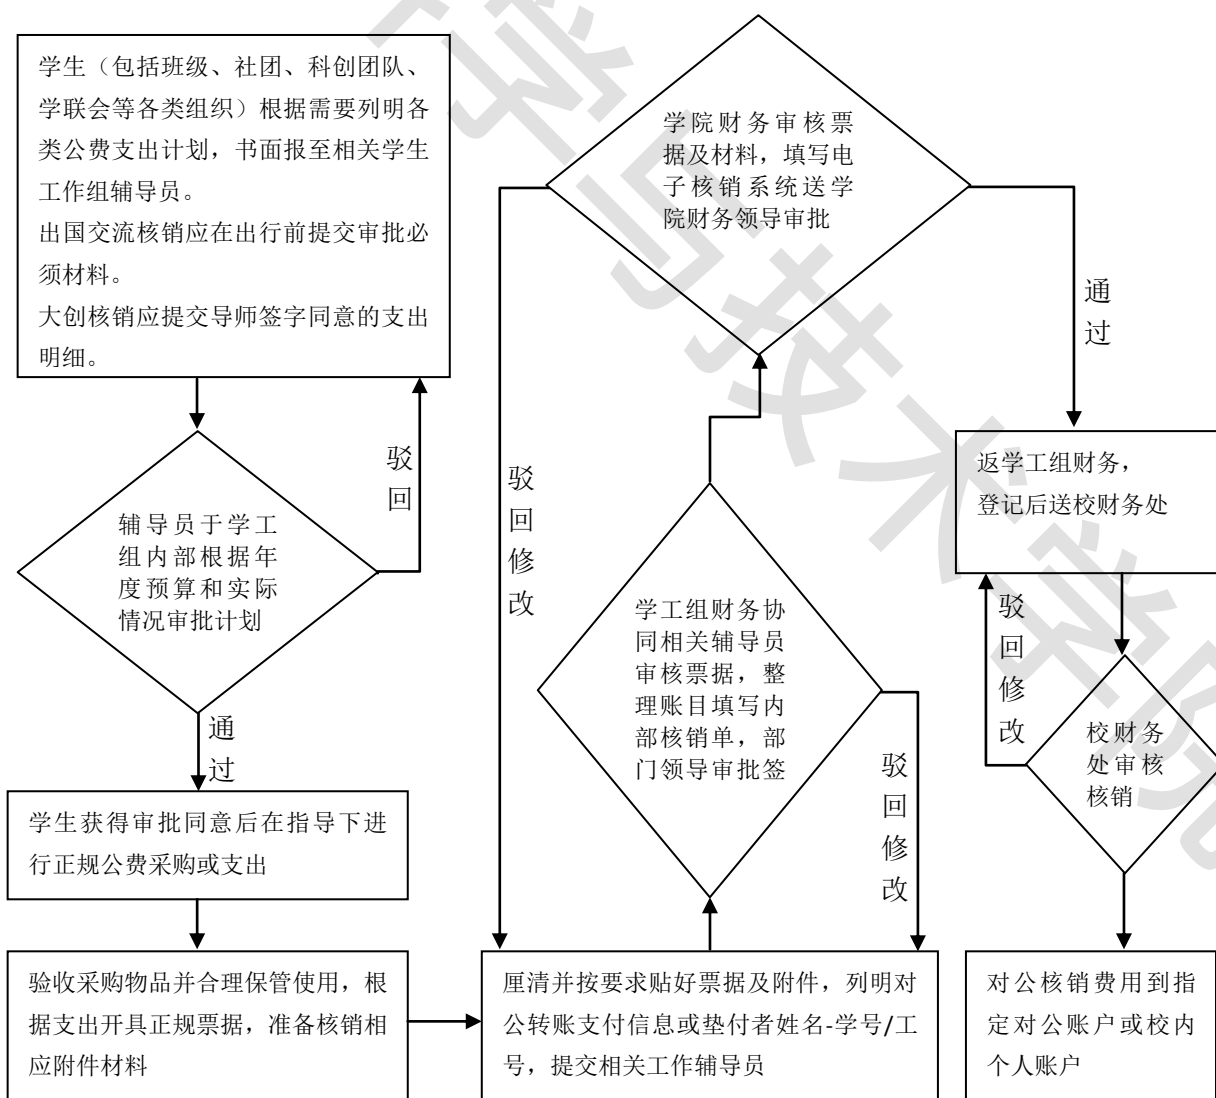 学生（包括班级、社团、科创团队、
学联会等各类组织）根据需要列明各
类公费支出计划，书面报至相关学生
工作组辅导员。
出国交流核销应在出行前提交审批必
须材料。
大创核销应提交导师签字同意的支出
明细。
驳回
辅导员于学工
组内部根据年
度预算和实际
情况审批计划
通过
学生获得审批同意后在指导下进
行正规公费采购或支出
验收采购物品并合理保管使用，根
据支出开具正规票据，准备核销相
应附件材料
厘清并按要求贴好票据及附件，列明对
公转账支付信息或垫付者姓名-学号/工
号，提交相关工作辅导员
学工组财务协
同相关辅导员
审核票据，整
理账目填写内
部核销单，部
门领导审批签
驳回修改
学院财务审核票
据及材料，填写电
子核销系统送学
院财务领导审批
驳回修改
通过
返学工组财务，
登记后送校财务处
驳回修改
校财务
处审核
核销
对公核销费用到指
定对公账户或校内
个人账户
学与技术学院